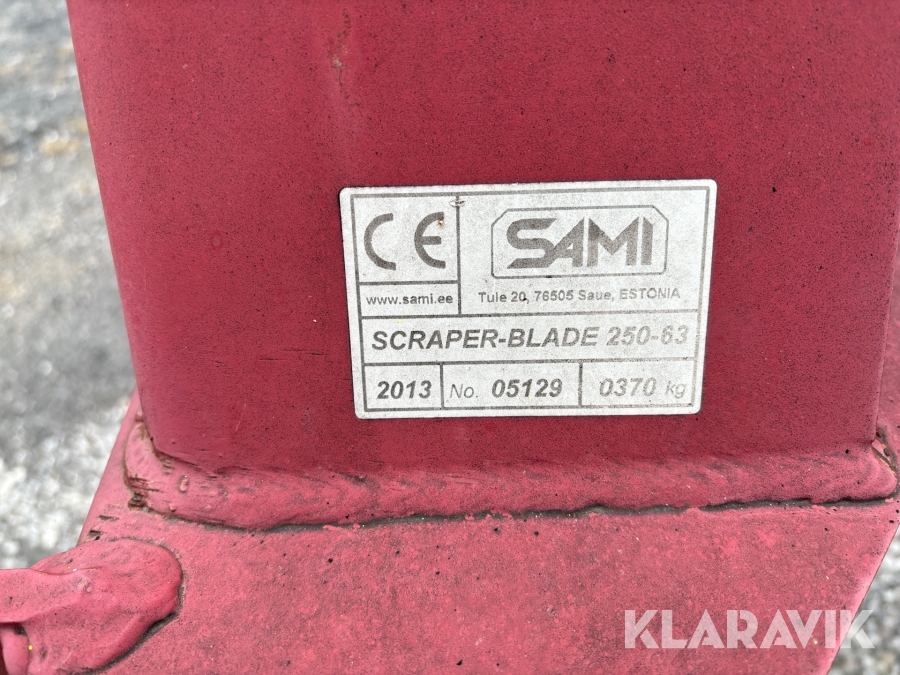 CE
SAMI
www.sami.ee
Tule 20, 76505 Saue, ESTONIA
SCRAPER-BLADE 250-63
2013 No. 05129 0370 kg
KLARAVIK